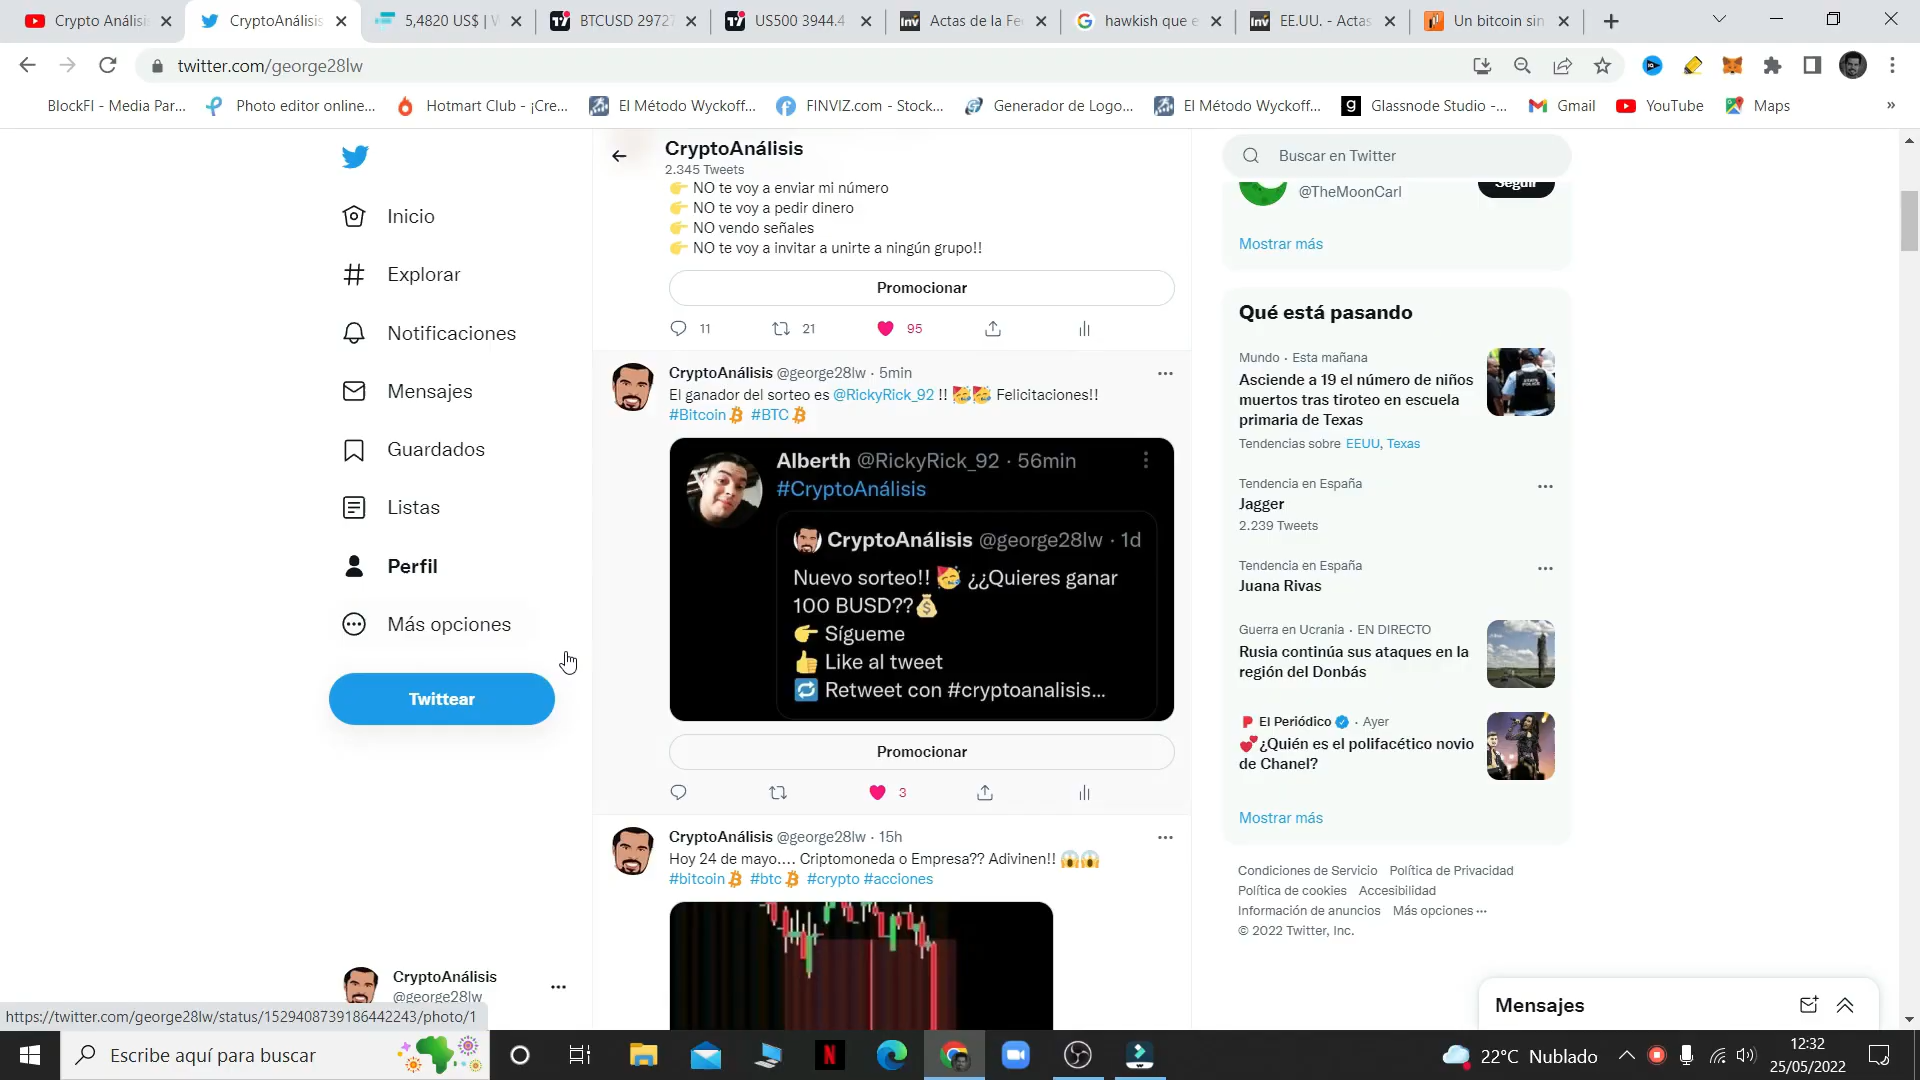 Crypto Análisis
CryptoAnálisis
5,4820 US$ | V
BTCUSD 29727
US500 3944.4
Actas de la Fe
hawkish que e
EE.UU. - Actas
Un bitcoin sin
twitter.com/george28lw
BlockFI - Media Par...
Photo editor online...
Hotmart Club - ¡Cre...
El Método Wyckoff...
FINVIZ.com - Stock...
Generador de Logo...
El Método Wyckoff...
Glassnode Studio -...
Gmail
YouTube
Maps
»
Inicio
Explorar
Notificaciones
Mensajes
Guardados
Listas
Perfil
Más opciones
Twittear
CryptoAnálisis
@george28lw
CryptoAnálisis
2.345 Tweets
👉 NO te voy a enviar mi número
👉 NO te voy a pedir dinero
👉 NO vendo señales
👉 NO te voy a invitar a unirte a ningún grupo!!
Promocionar
11 21 95
CryptoAnálisis @george28lw · 5min
El ganador del sorteo es @RickyRick_92 !! 🥳🥳 Felicitaciones!!
#Bitcoin #BTC
Alberth @RickyRick_92 · 56min
#CryptoAnálisis
CryptoAnálisis @george28lw · 1d
Nuevo sorteo!! 🥳 ¿¿Quieres ganar
100 BUSD??💰
👉 Sígueme
👍 Like al tweet
🔁 Retweet con #cryptoanalisis...
Promocionar
3
CryptoAnálisis @george28lw · 15h
Hoy 24 de mayo.... Criptomoneda o Empresa?? Adivinen!! 😱😱
#bitcoin #btc #crypto #acciones
Buscar en Twitter
@TheMoonCarl
Seguir
Mostrar más
Qué está pasando
Mundo · Esta mañana
Asciende a 19 el número de niños
muertos tras tiroteo en escuela
primaria de Texas
Tendencias sobre EEUU, Texas
Tendencia en España
Jagger
2.239 Tweets
Tendencia en España
Juana Rivas
Guerra en Ucrania · EN DIRECTO
Rusia continúa sus ataques en la
región del Donbás
El Periódico · Ayer
💕¿Quién es el polifacético novio
de Chanel?
Mostrar más
Condiciones de Servicio Política de Privacidad
Política de cookies Accesibilidad
Información de anuncios Más opciones ···
© 2022 Twitter, Inc.
Mensajes
https://twitter.com/george28lw/status/1529408739186442243/photo/1
Escribe aquí para buscar
22°C Nublado
12:32
25/05/2022